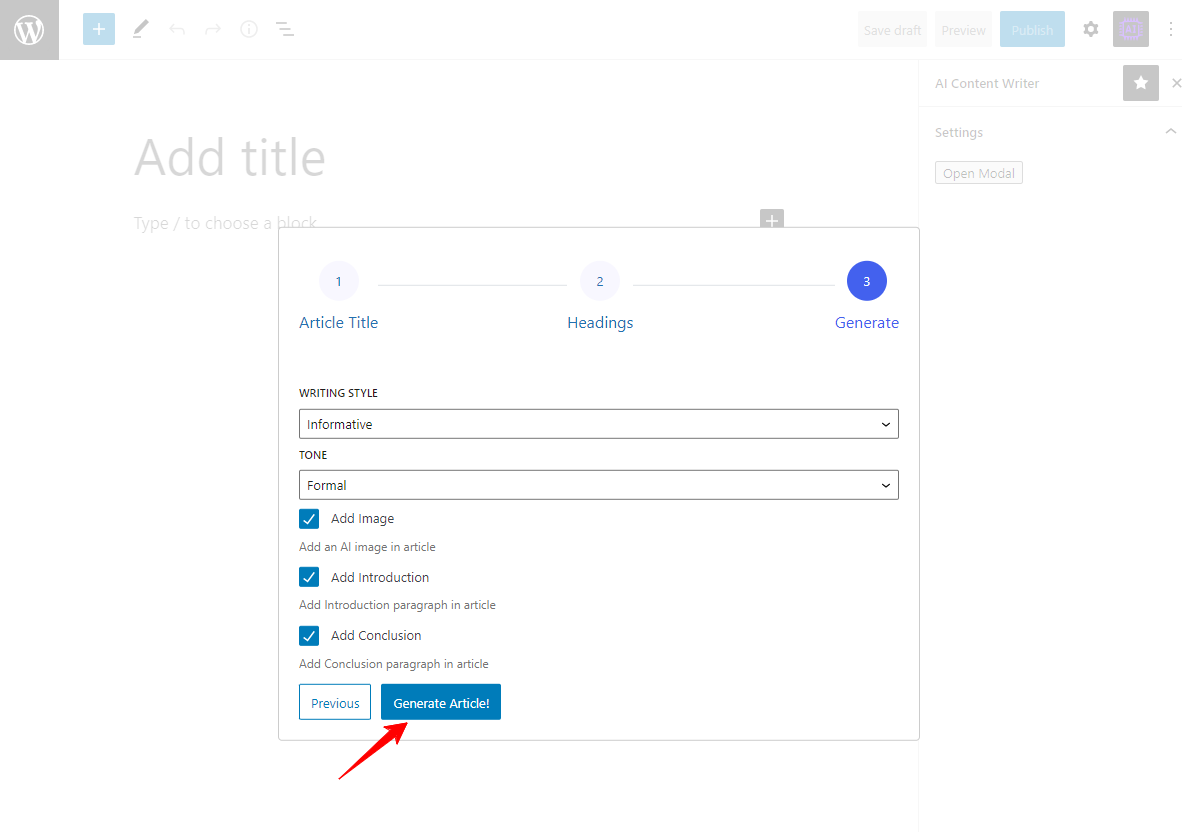 Save draft Preview Publish
AI Content Writer
Add title
Settings
Open Modal
Type / to choose a block
1 2 3
Article Title Headings Generate
WRITING STYLE
Informative
TONE
Formal
Add Image
Add an AI image in article
Add Introduction
Add Introduction paragraph in article
Add Conclusion
Add Conclusion paragraph in article
Previous Generate Article!